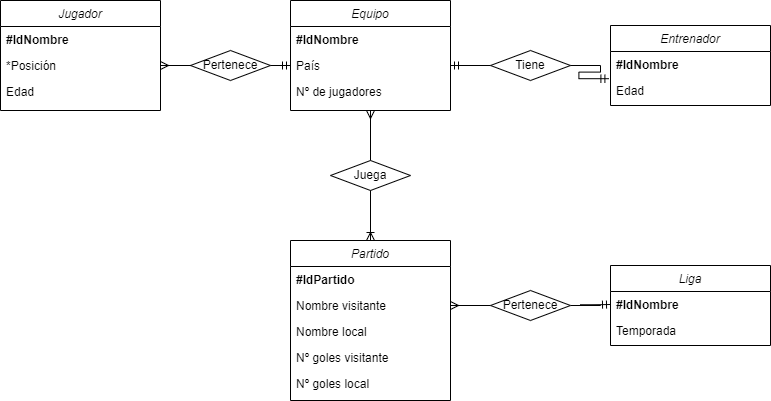 Jugador
#IdNombre
*Posición
Edad
Pertenece
Equipo
#IdNombre
País
Nº de jugadores
Tiene
Entrenador
#IdNombre
Edad
Juega
Partido
#IdPartido
Nombre visitante
Nombre local
Nº goles visitante
Nº goles local
Pertenece
Liga
#IdNombre
Temporada